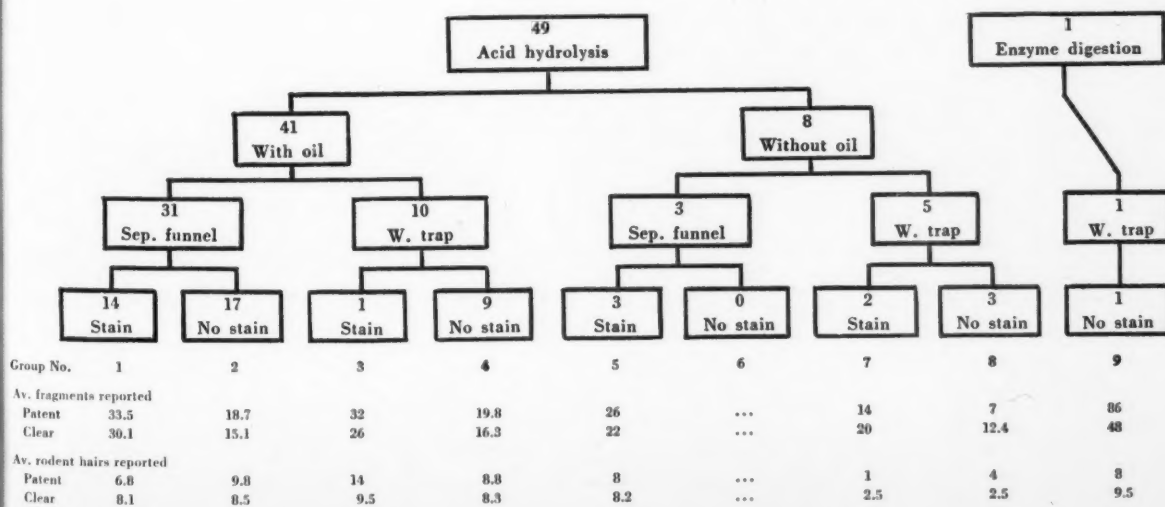 49 1
Acid hydrolysis Enzyme digestion
41 8
With oil Without oil
31 10 3 5 1
Sep. funnel W. trap Sep. funnel W. trap W. trap
14 17 1 9 3 0 2 3 1
Stain No stain Stain No stain Stain No stain Stain No stain No stain
Group No. 1 2 3 4 5 6 7 8 9
Av. fragments reported
Patent 33.5 18.7 32 19.8 26 ... 14 7 86
Clear 30.1 15.1 26 16.3 22 ... 20 12.4 48
Av. rodent hairs reported
Patent 6.8 9.8 14 8.8 8 ... 1 4 8
Clear 8.1 8.5 9.5 8.3 8.2 ... 2.5 2.5 9.5